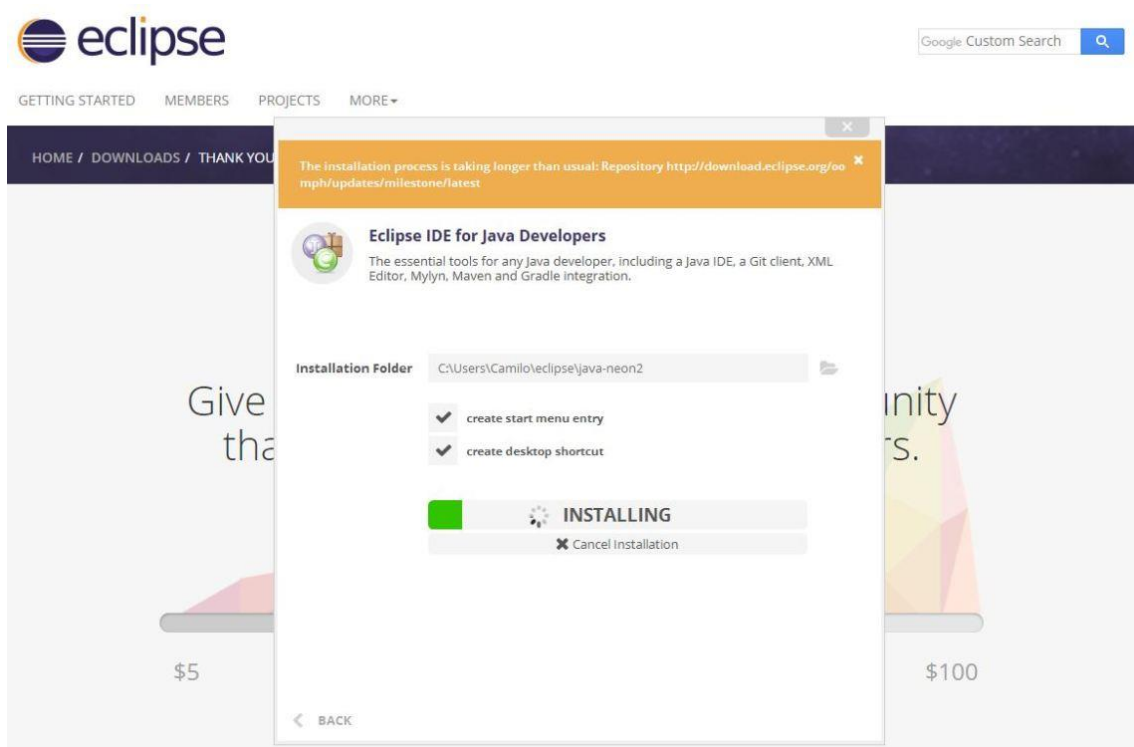 eclipse
Google Custom Search
GETTING STARTED MEMBERS PROJECTS MORE
HOME / DOWNLOADS / THANK YOU
The installation process is taking longer than usual: Repository http://download.eclipse.org/oo
mph/updates/milestone/latest
Eclipse IDE for Java Developers
The essential tools for any Java developer, including a Java IDE, a Git client, XML
Editor, Mylyn, Maven and Gradle integration.
Installation Folder C:\Users\Camilo\eclipse\java-neon2
Give unity
create start menu entry
tha rs.
create desktop shortcut
INSTALLING
Cancel Installation
$5 $100
BACK